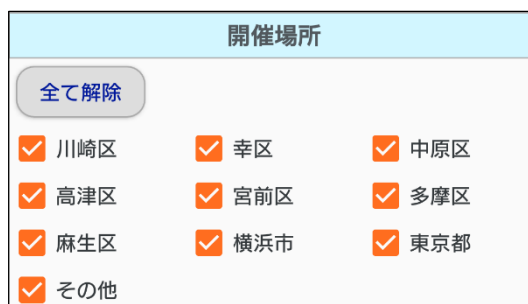 開催場所
全て解除
川崎区 幸区 中原区
高津区 宮前区 多摩区
麻生区 横浜市 東京都
その他